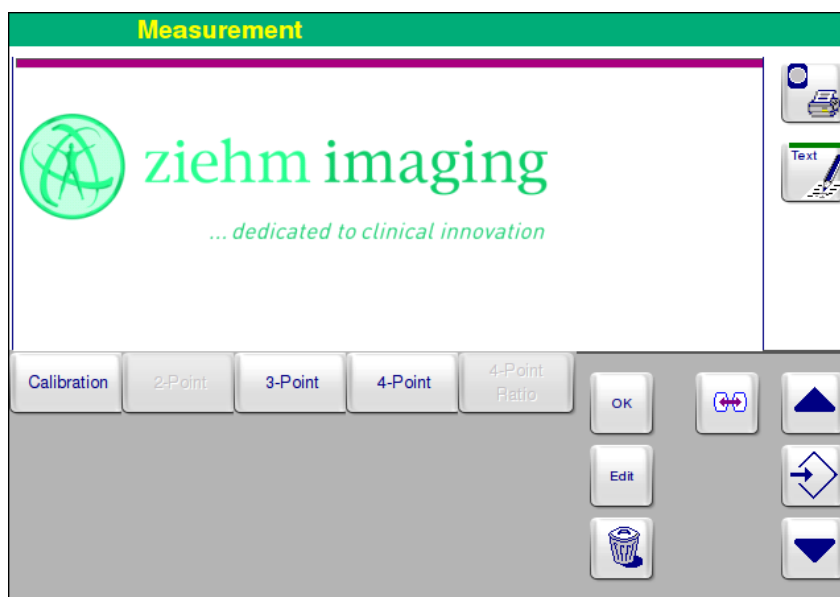 Measurement
ziehm imaging
... dedicated to clinical innovation
Text
Calibration
2-Point
3-Point
4-Point
4-Point
Ratio
OK
Edit